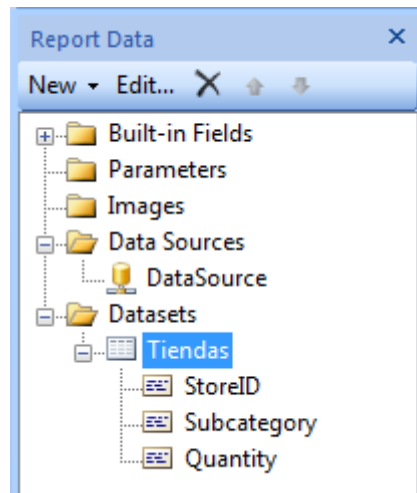 Report Data
New Edit...
Built-in Fields
Parameters
Images
Data Sources
DataSource
Datasets
Tiendas
StoreID
Subcategory
Quantity